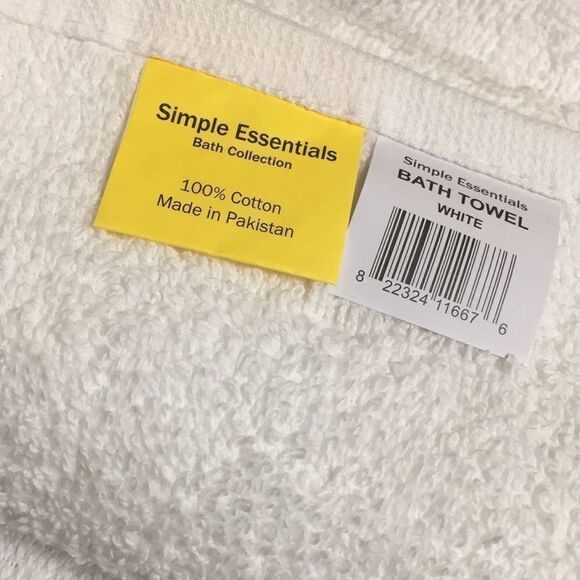 Simple Essentials
Bath Collection
100% Cotton
Made in Pakistan
Simple Essentials
BATH TOWEL
WHITE
8 22324 11667 6